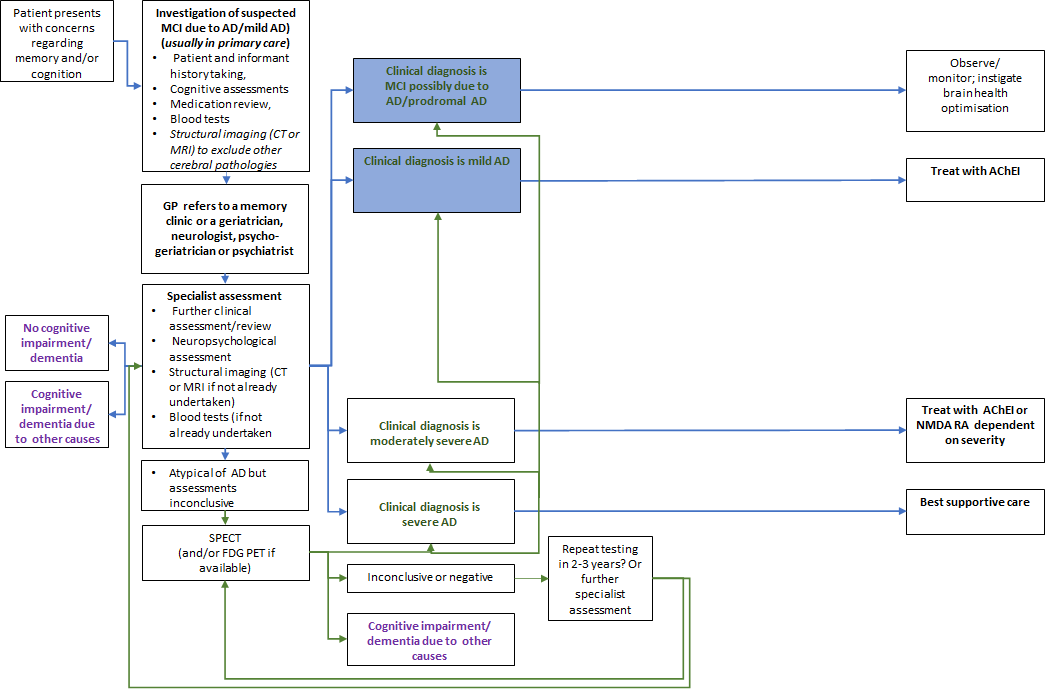 Patient presents
with concerns
regarding
memory and/or
cognition
Investigation of suspected
MCI due to AD/mild AD)
(usually in primary care)
• Patient and informant
history taking,
• Cognitive assessments
• Medication review,
• Blood tests
• Structural imaging (CT or
MRI) to exclude other
cerebral pathologies
GP refers to a memory
clinic or a geriatrician,
neurologist, psycho-
geriatrician or psychiatrist
Specialist assessment
• Further clinical
assessment/review
• Neuropsychological
assessment
• Structural imaging (CT
or MRI if not already
undertaken)
• Blood tests (if not
already undertaken
No cognitive
impairment/
dementia
Cognitive
impairment/
dementia due
to other causes
• Atypical of AD but
assessments
inconclusive
SPECT
(and/or FDG PET if
available)
Clinical diagnosis is
MCI possibly due to
AD/prodromal AD
Clinical diagnosis is mild AD
Clinical diagnosis is
moderately severe AD
Clinical diagnosis is
severe AD
Inconclusive or negative
Cognitive impairment/
dementia due to other
causes
Repeat testing
in 2-3 years? Or
further
specialist
assessment
Observe/
monitor; instigate
brain health
optimisation
Treat with AChEI
Treat with AChEI or
NMDA RA dependent
on severity
Best supportive care